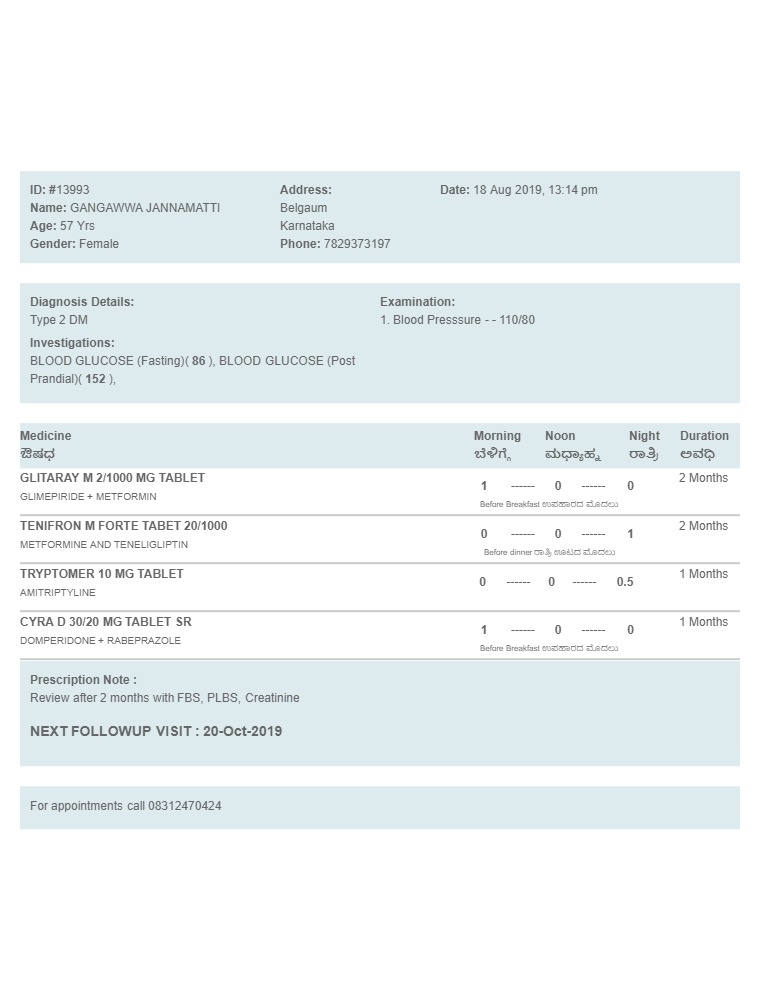 ID: #13993
Name: GANGAWWA JANNAMATTI
Age: 57 Yrs
Gender: Female
Address:
Belgaum
Karnataka
Phone: 7829373197
Date: 18 Aug 2019, 13:14 pm
Diagnosis Details:
Type 2 DM
Investigations:
BLOOD GLUCOSE (Fasting)( 86 ), BLOOD GLUCOSE (Post
Prandial)( 152 ),
Examination:
1. Blood Presssure - - 110/80
Medicine Morning Noon Night Duration
ಔಷಧ ಬೆಳಿಗ್ಗೆ ಮಧ್ಯಾಹ್ನ ರಾತ್ರಿ ಅವಧಿ
GLITARAY M 2/1000 MG TABLET 1 ------ 0 ------ 0 2 Months
GLIMEPIRIDE + METFORMIN Before Breakfast ಉಪಹಾರದ ಮೊದಲು
TENIFRON M FORTE TABET 20/1000 0 ------ 0 ------ 1 2 Months
METFORMINE AND TENELIGLIPTIN Before dinner ರಾತ್ರಿ ಊಟದ ಮೊದಲು
TRYPTOMER 10 MG TABLET 0 ------ 0 ------ 0.5 1 Months
AMITRIPTYLINE
CYRA D 30/20 MG TABLET SR 1 ------ 0 ------ 0 1 Months
DOMPERIDONE + RABEPRAZOLE Before Breakfast ಉಪಹಾರದ ಮೊದಲು
Prescription Note :
Review after 2 months with FBS, PLBS, Creatinine
NEXT FOLLOWUP VISIT : 20-Oct-2019
For appointments call 08312470424